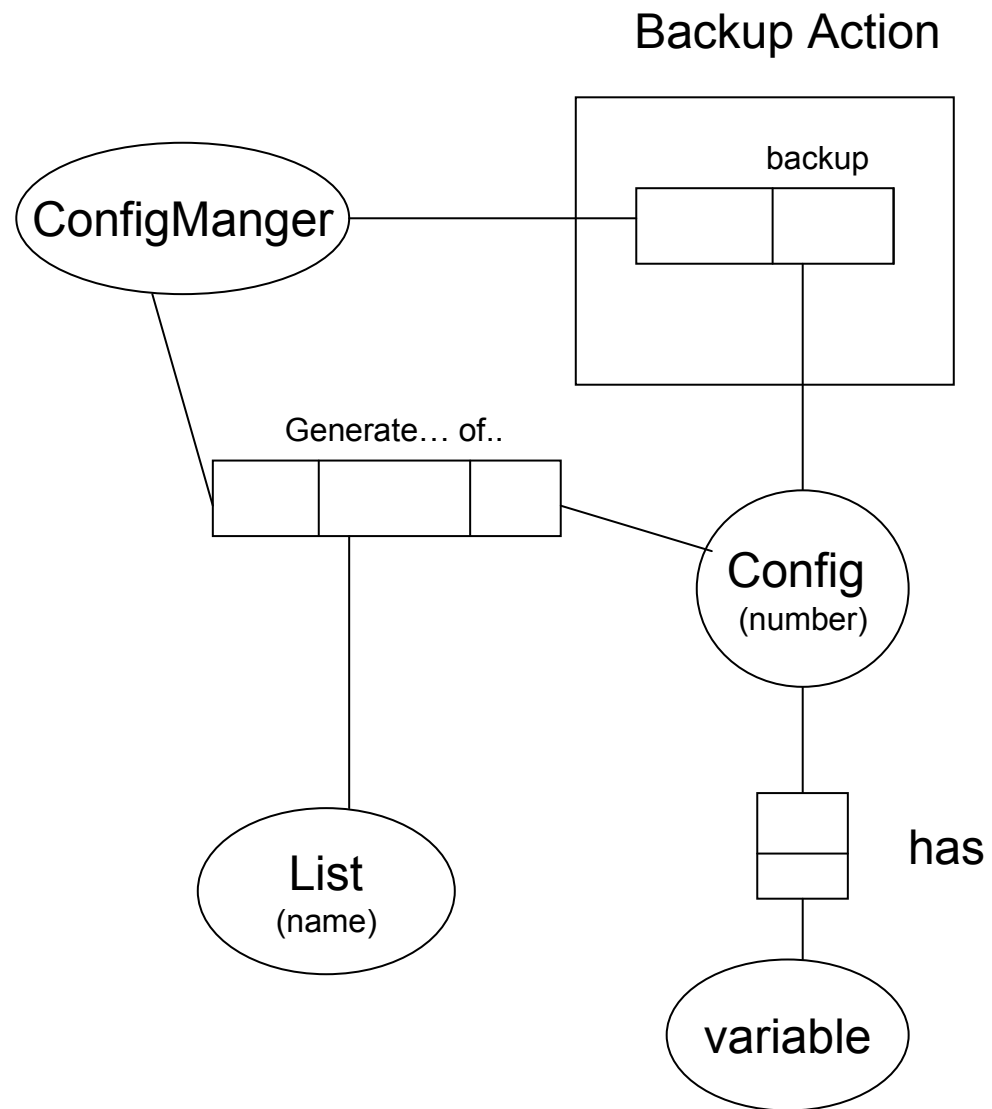 Backup Action
backup
ConfigManger
Generate… of..
Config
(number)
has
List
(name)
variable